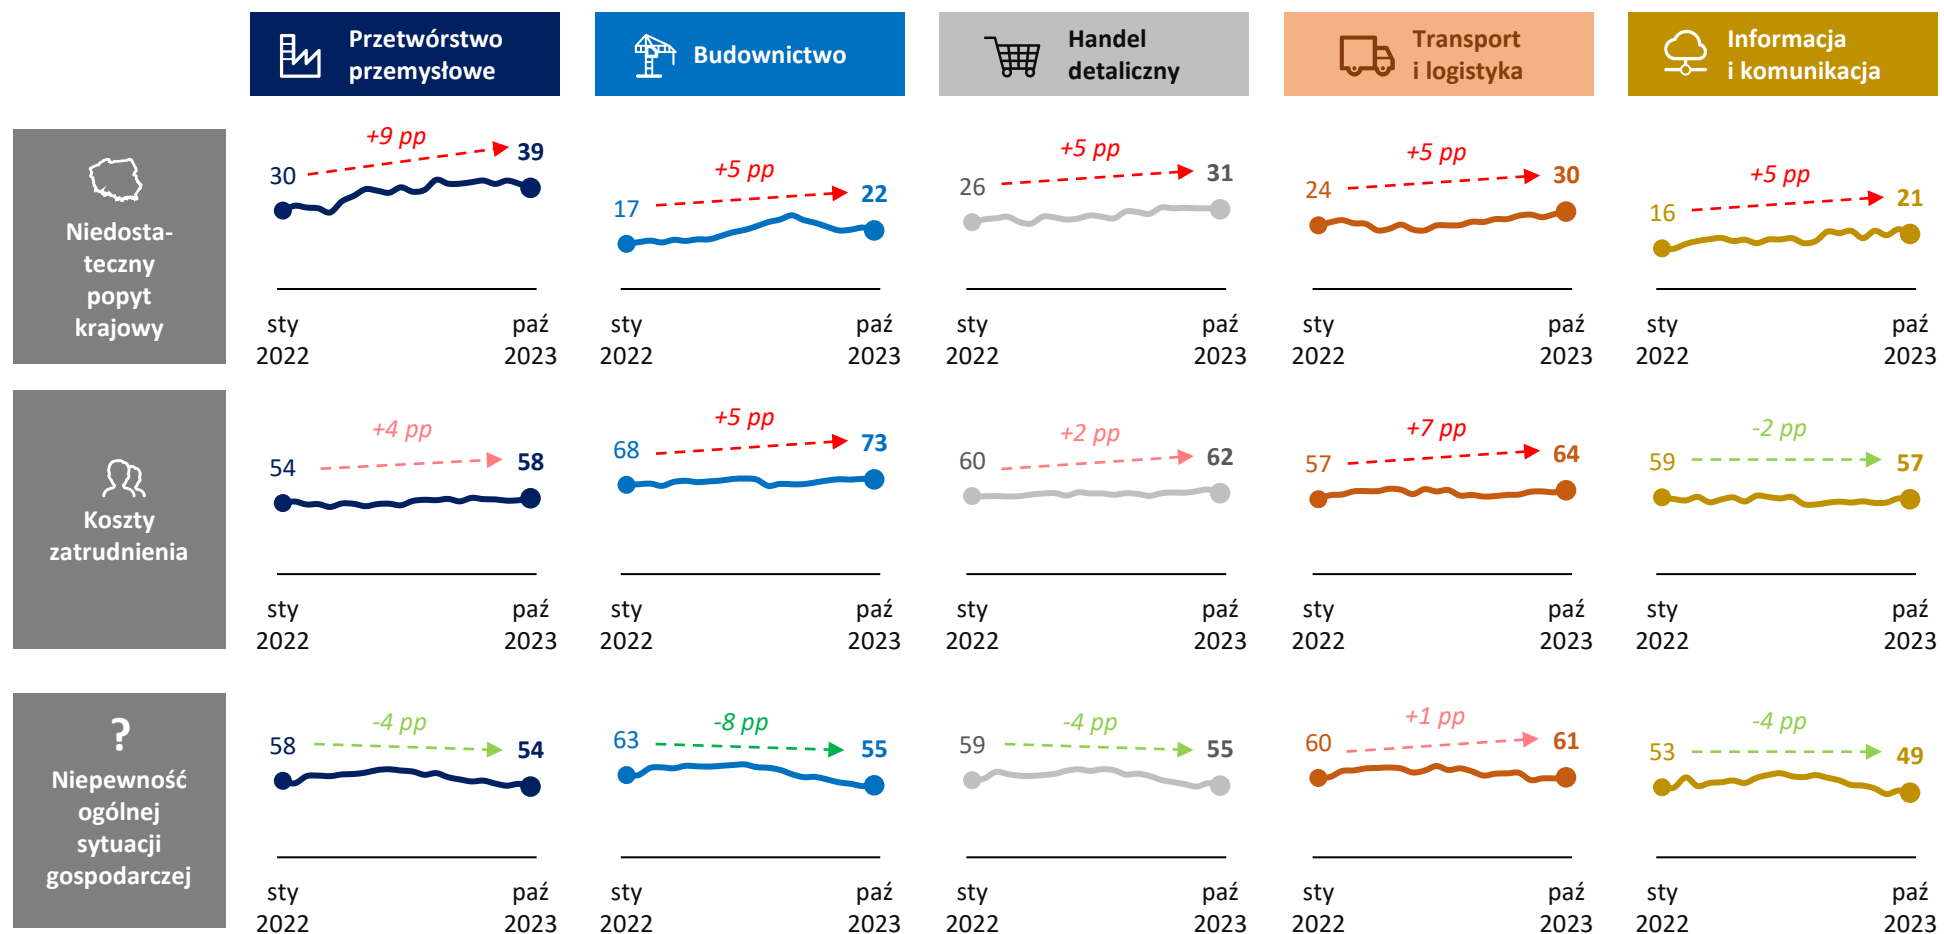 Przetwórstwo
przemysłowe
Budownictwo
Handel
detaliczny
Transport
i logistyka
Informacja
i komunikacja
Niedosta-
teczny
popyt
krajowy
30
+9 pp
39
sty
2022
paź
2023
17
+5 pp
22
sty
2022
paź
2023
26
+5 pp
31
sty
2022
paź
2023
24
+5 pp
30
sty
2022
paź
2023
16
+5 pp
21
sty
2022
paź
2023
Koszty
zatrudnienia
54
+4 pp
58
sty
2022
paź
2023
68
+5 pp
73
sty
2022
paź
2023
60
+2 pp
62
sty
2022
paź
2023
57
+7 pp
64
sty
2022
paź
2023
59
-2 pp
57
sty
2022
paź
2023
?
Niepewność
ogólnej
sytuacji
gospodarczej
58
-4 pp
54
sty
2022
paź
2023
63
-8 pp
55
sty
2022
paź
2023
59
-4 pp
55
sty
2022
paź
2023
60
+1 pp
61
sty
2022
paź
2023
53
-4 pp
49
sty
2022
paź
2023